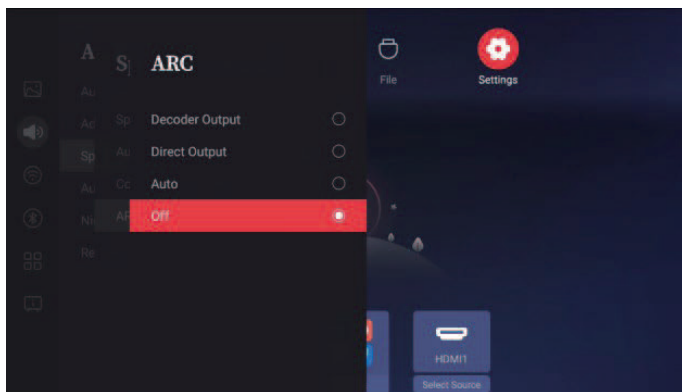 ARC
File
Settings
Decoder Output
Direct Output
Auto
Off
HDMI1
Select Source